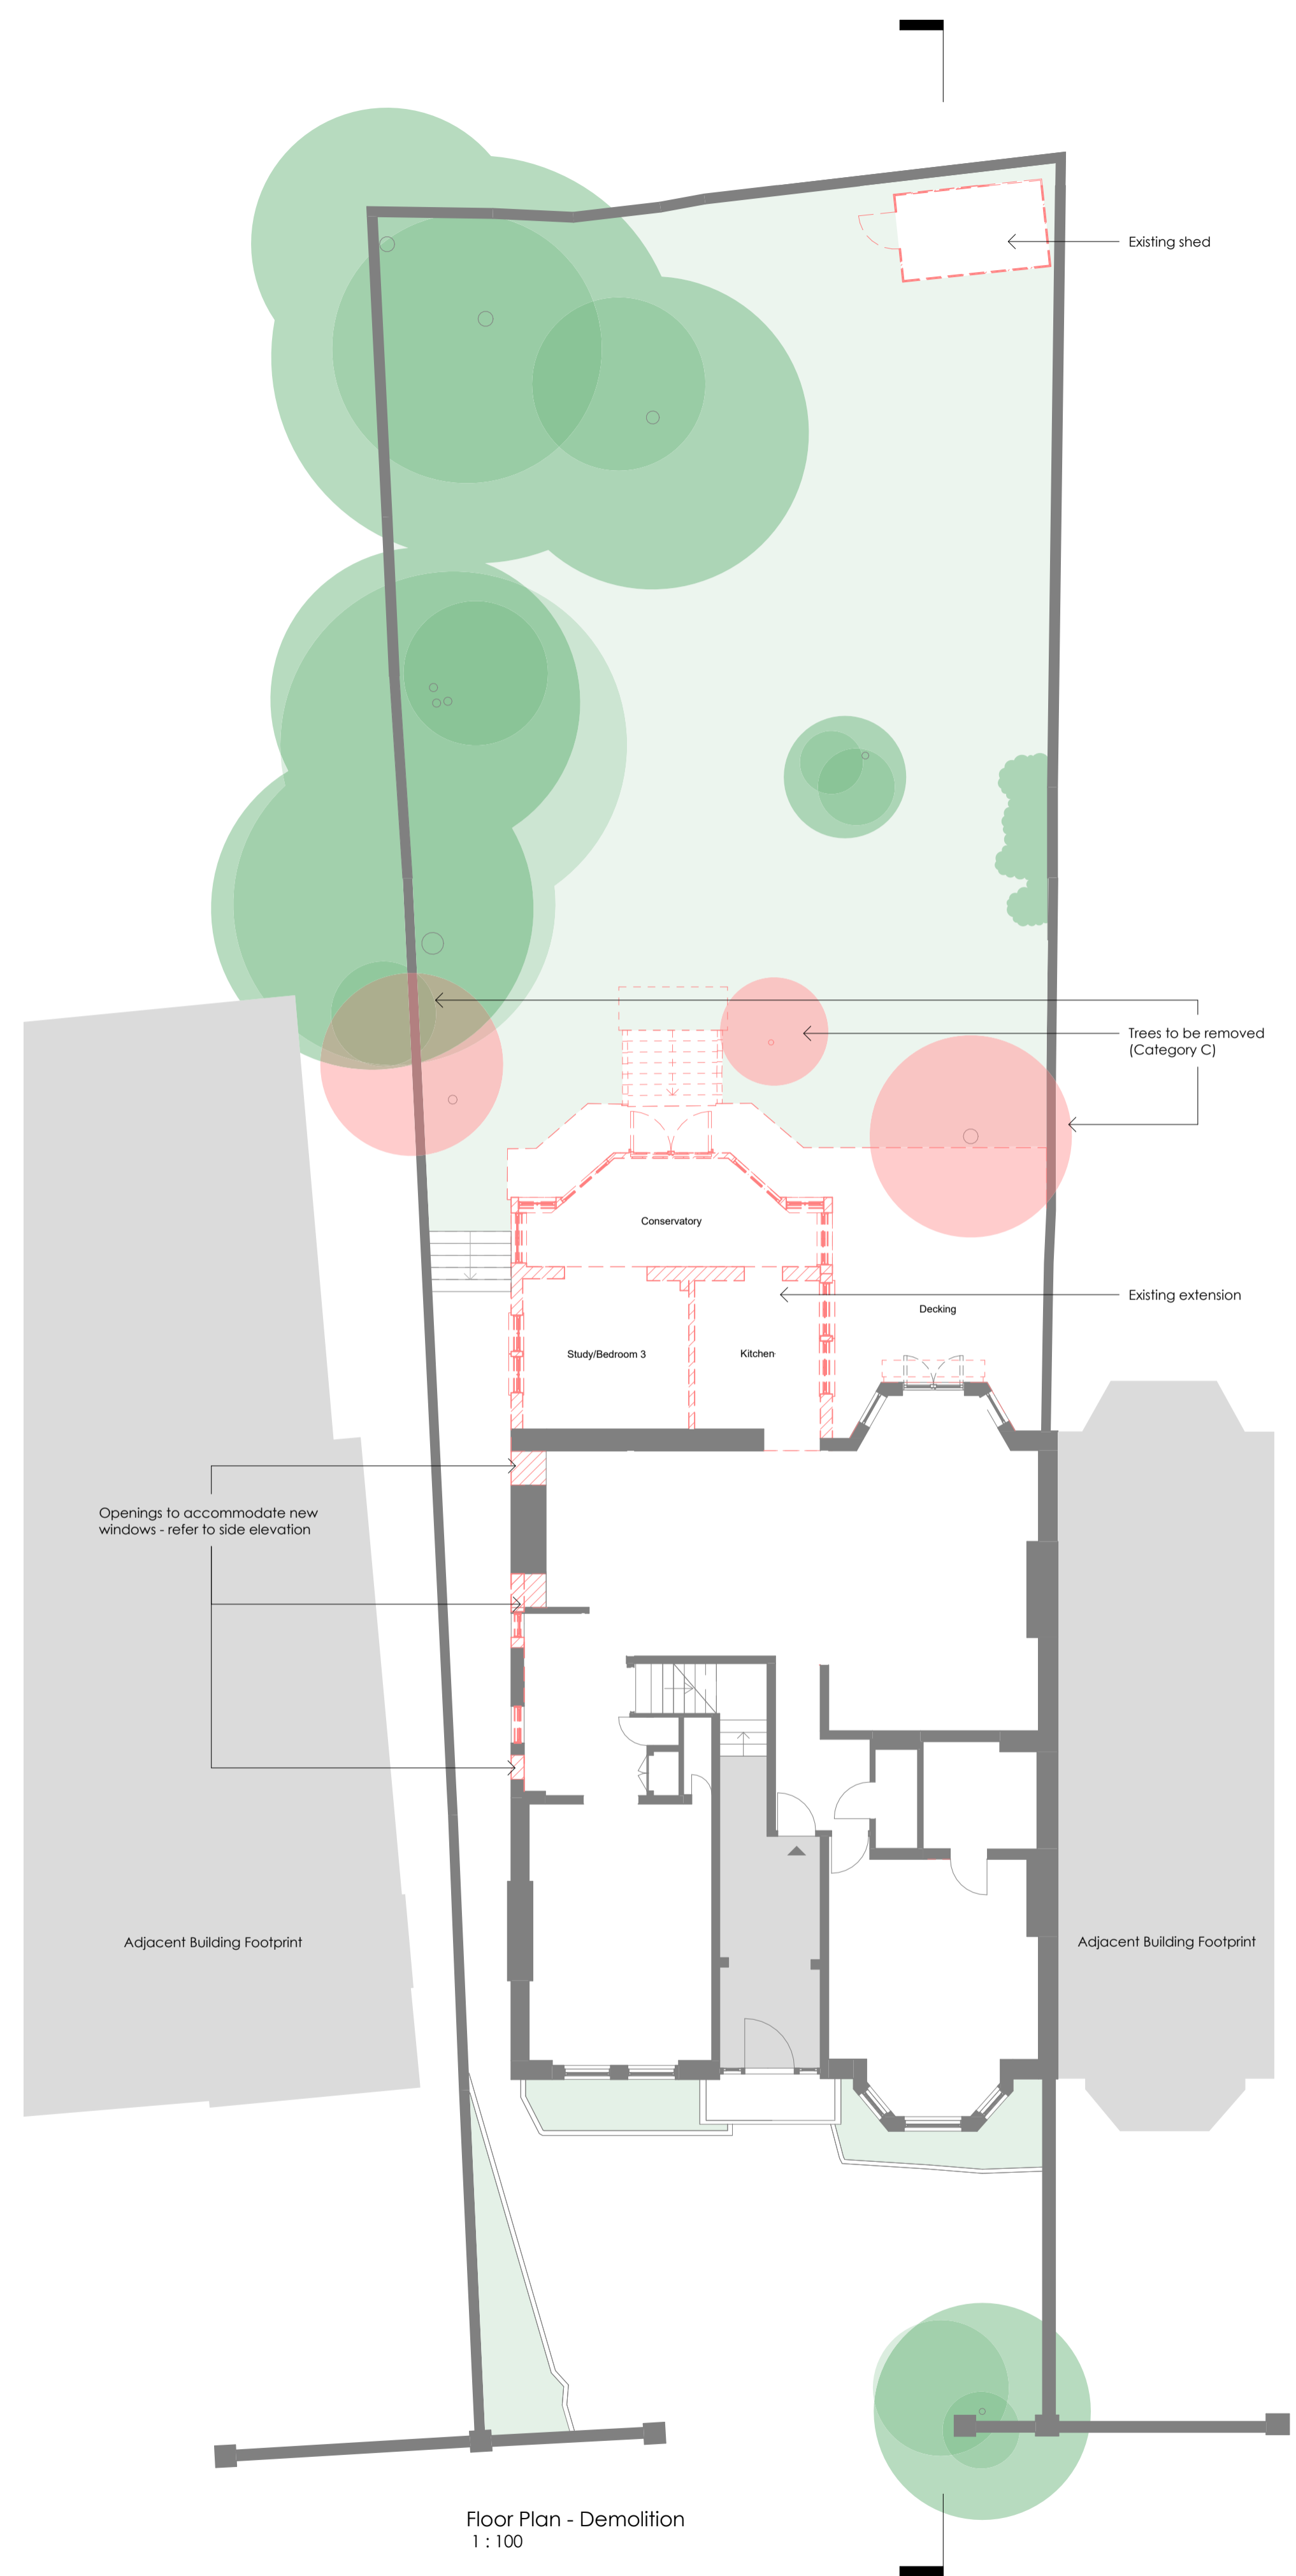 Existing shed
Trees to be removed
(Category C)
Conservatory
Existing extension
Decking
Study/Bedroom 3
Kitchen
Openings to accommodate new
windows - refer to side elevation
Adjacent Building Footprint
Adjacent Building Footprint
Floor Plan - Demolition
1 : 100